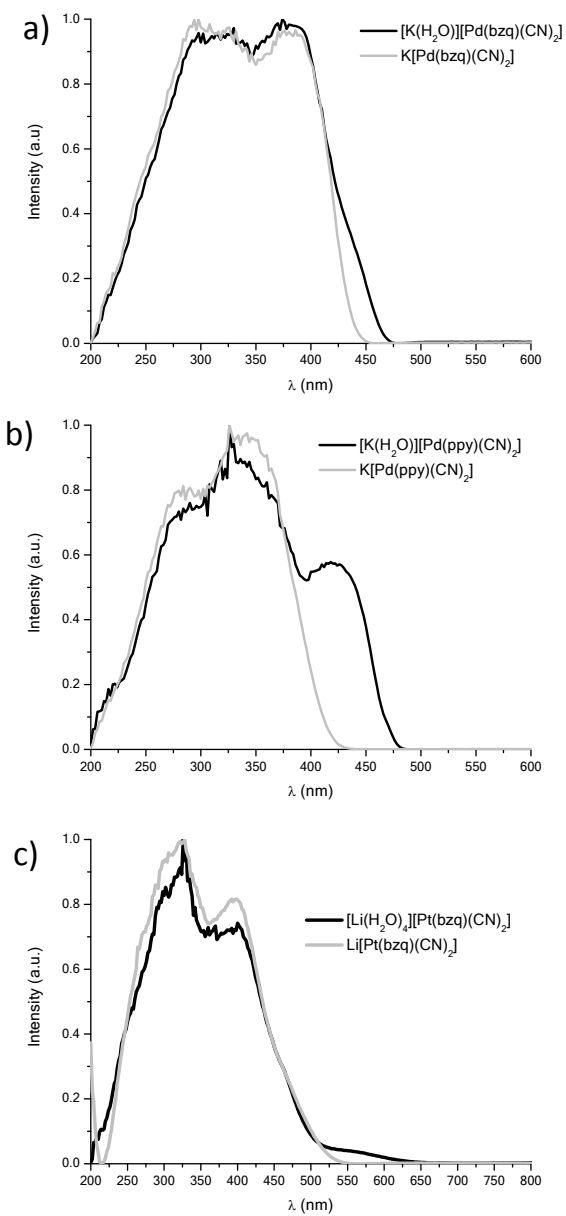 a)
1.0
0.8
0.6
0.4
0.2
0.0
Intensity (a.u)
[K(H₂O)][Pd(bzq)(CN)₂]
K[Pd(bzq)(CN)₂]
200 250 300 350 400 450 500 550 600
λ (nm)
b)
1.0
0.8
0.6
0.4
0.2
0.0
Intensity (a.u.)
[K(H₂O)][Pd(ppy)(CN)₂]
K[Pd(ppy)(CN)₂]
200 250 300 350 400 450 500 550 600
λ (nm)
c)
1.0
0.8
0.6
0.4
0.2
0.0
Intensity (a.u.)
[Li(H₂O)₄][Pt(bzq)(CN)₂]
Li[Pt(bzq)(CN)₂]
200 250 300 350 400 450 500 550 600 650 700 750 800
λ (nm)